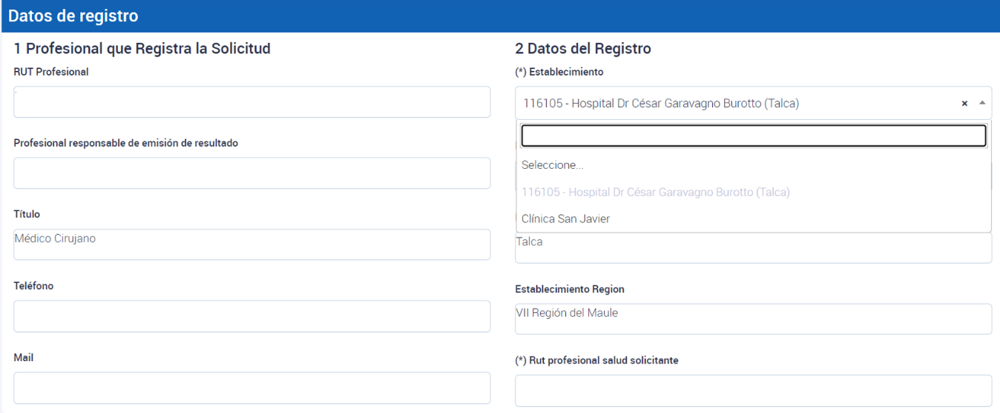 Datos de registro
1 Profesional que Registra la Solicitud
RUT Profesional
Profesional responsable de emisión de resultado
Título
Médico Cirujano
Teléfono
Mail
2 Datos del Registro
(*) Establecimiento
116105 - Hospital Dr César Garavagno Burotto (Talca)
Seleccione...
116105 - Hospital Dr César Garavagno Burotto (Talca)
Clínica San Javier
Talca
Establecimiento Region
VII Región del Maule
(*) Rut profesional salud solicitante